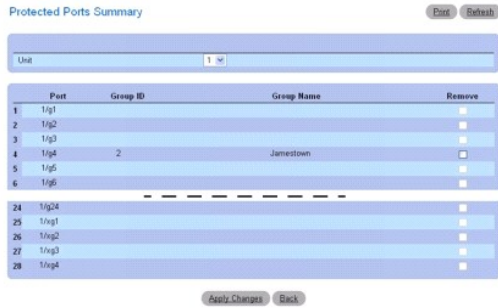 Protected Ports Summary
Print Refresh
Unit 1
Port Group ID Group Name Remove
1 1/g1
2 1/g2
3 1/g3
4 1/g4 2 Jamestown
5 1/g5
6 1/g6
24 1/g24
25 1/xg1
26 1/xg2
27 1/xg3
28 1/xg4
Apply Changes Back